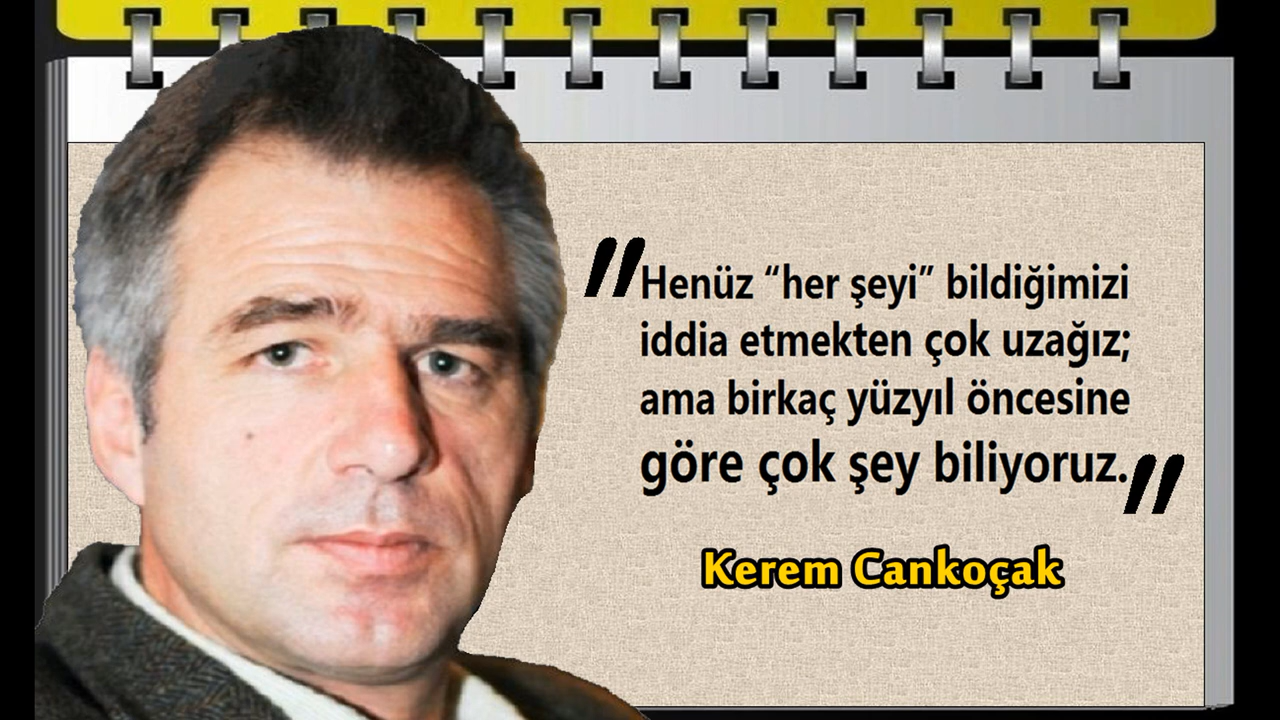 "Henüz “her şeyi” bildiğimizi
iddia etmekten çok uzağız;
ama birkaç yüzyıl öncesine
göre çok şey biliyoruz."
Kerem Cankoçak